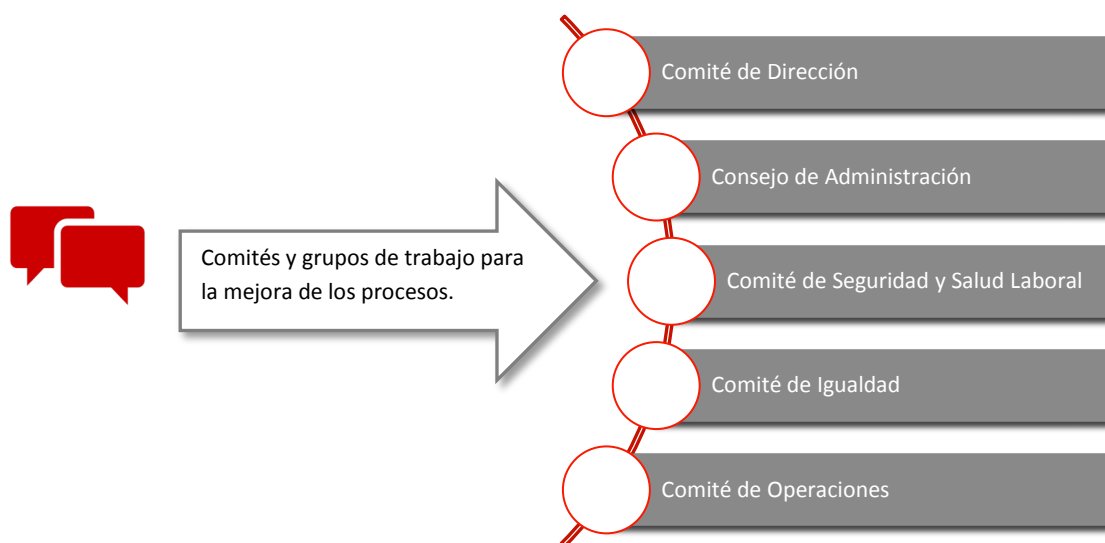 Comités y grupos de trabajo para
la mejora de los procesos.
Comité de Dirección
Consejo de Administración
Comité de Seguridad y Salud Laboral
Comité de Igualdad
Comité de Operaciones